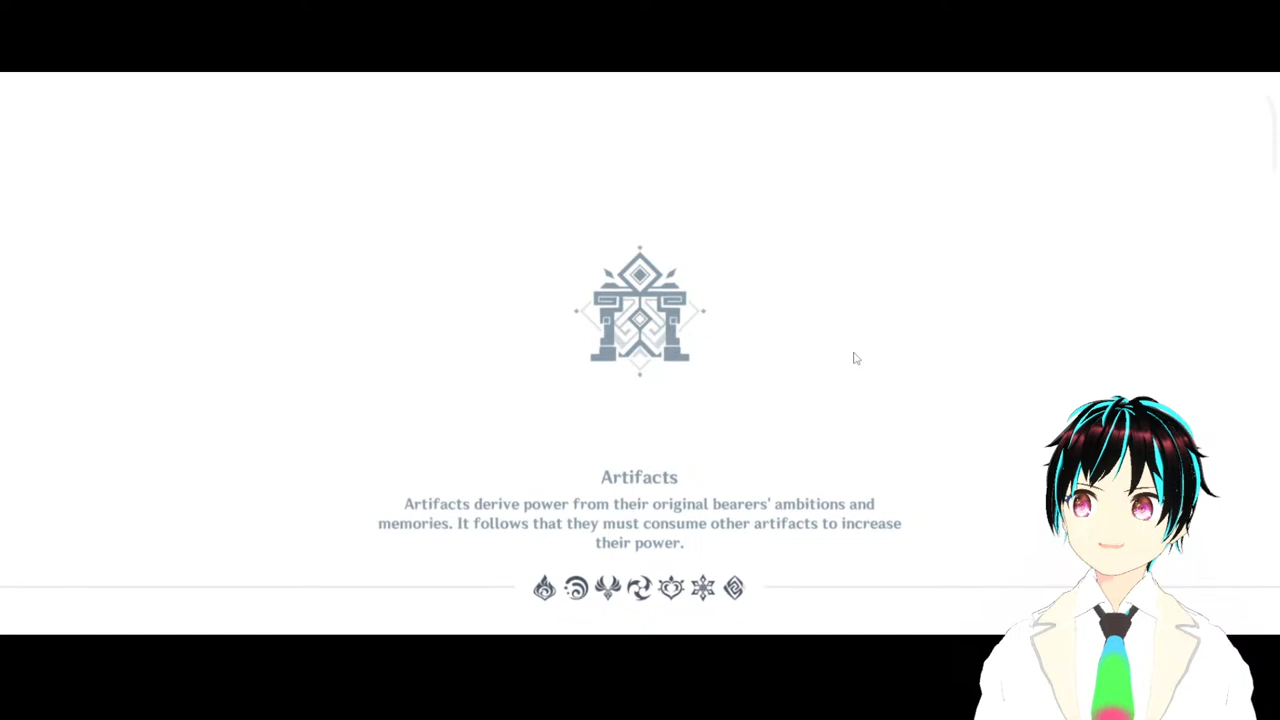 Artifacts
Artifacts derive power from their original bearers' ambitions and
memories. It follows that they must consume other artifacts to increase
their power.